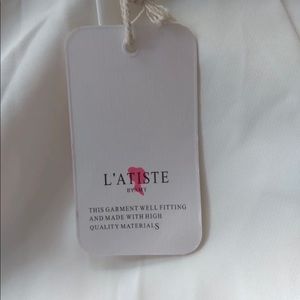 L'ATISTE
BY AMY
THIS GARMENT WELL FITTING
AND MADE WITH HIGH
QUALITY MATERIALS